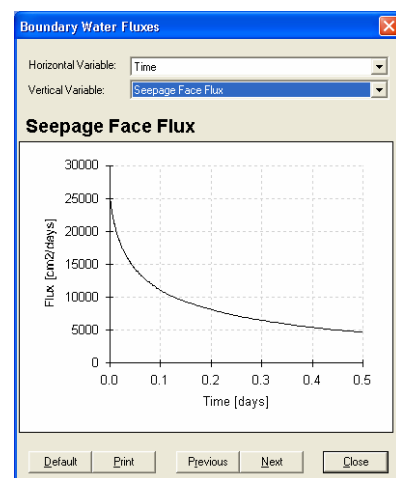 Boundary Water Fluxes
Horizontal Variable: Time
Vertical Variable: Seepage Face Flux
Seepage Face Flux
30000
25000
20000
15000
10000
5000
0
Flux [cm2/days]
0.0 0.1 0.2 0.3 0.4 0.5
Time [days]
Default Print Previous Next Close